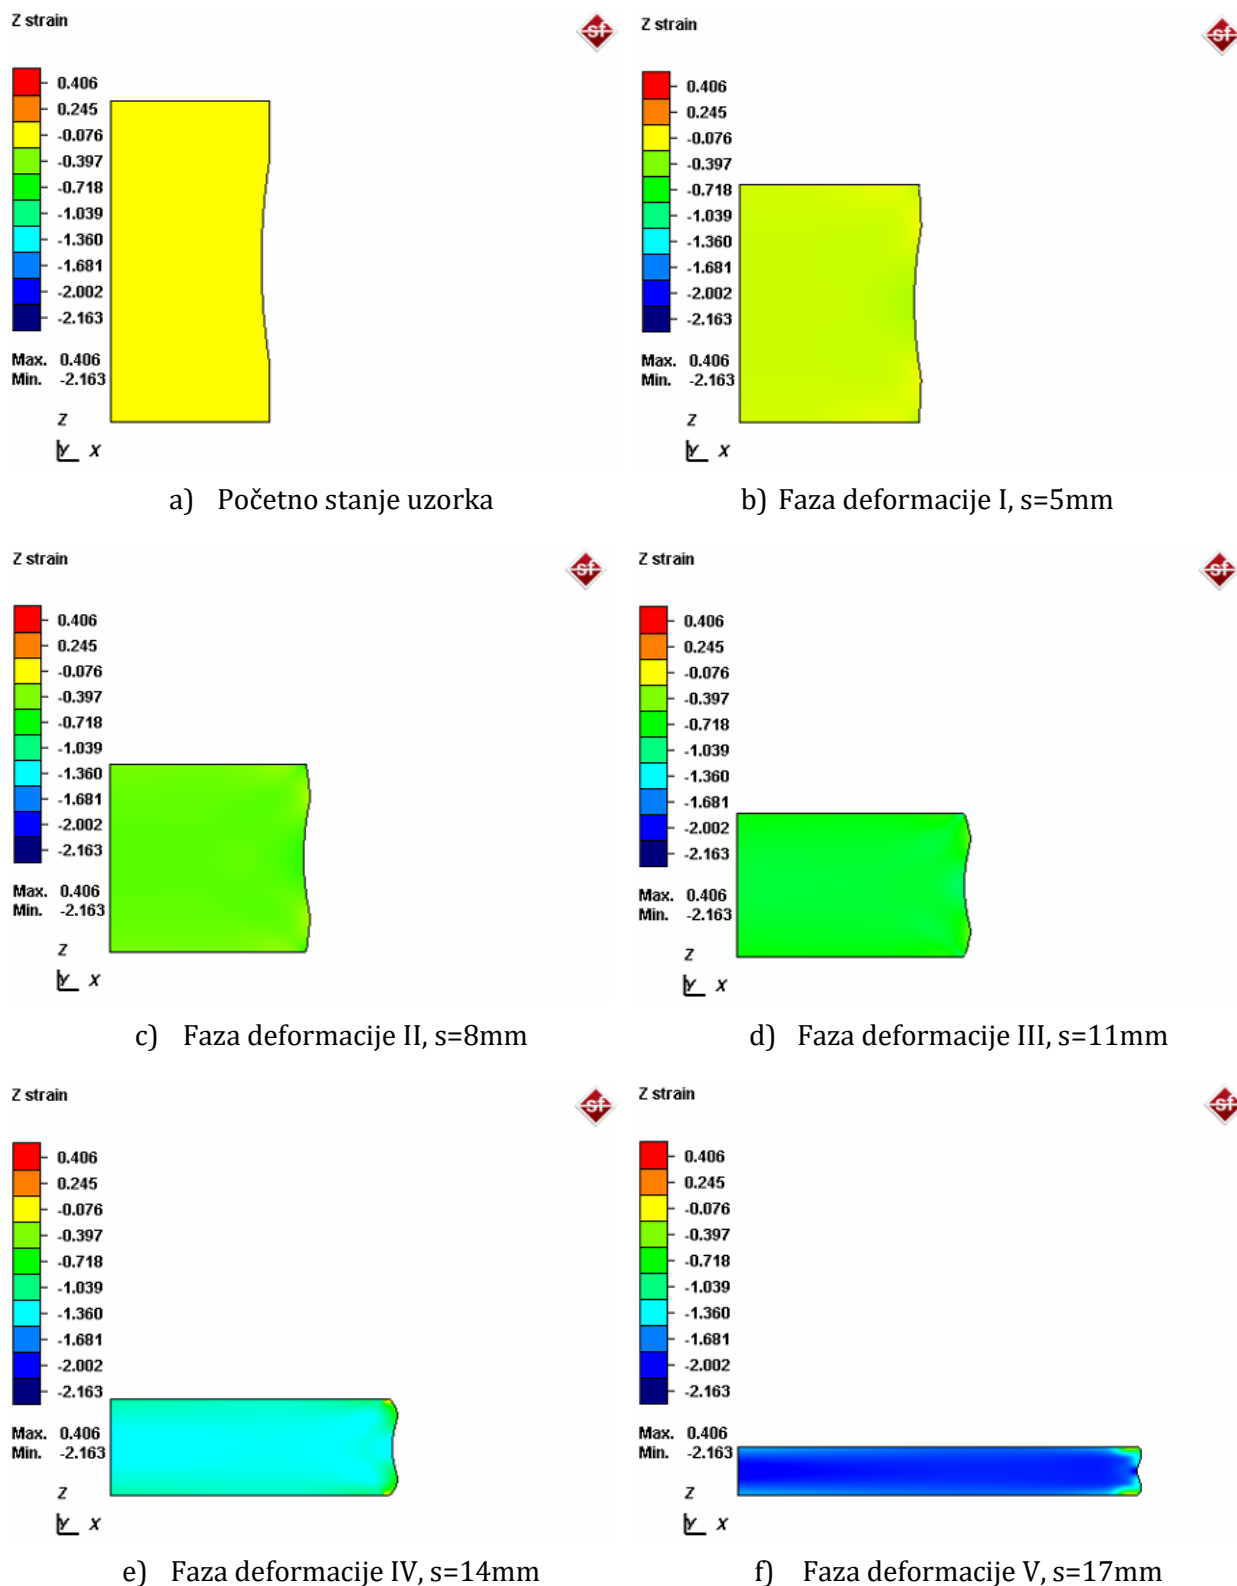 Z strain
sf
0.406
0.245
-0.076
-0.397
-0.718
-1.039
-1.360
-1.681
-2.002
-2.163
Max. 0.406
Min. -2.163
Z
Y X
a) Početno stanje uzorka
Z strain
sf
0.406
0.245
-0.076
-0.397
-0.718
-1.039
-1.360
-1.681
-2.002
-2.163
Max. 0.406
Min. -2.163
Z
Y X
b) Faza deformacije I, s=5mm
Z strain
sf
0.406
0.245
-0.076
-0.397
-0.718
-1.039
-1.360
-1.681
-2.002
-2.163
Max. 0.406
Min. -2.163
Z
Y X
c) Faza deformacije II, s=8mm
Z strain
sf
0.406
0.245
-0.076
-0.397
-0.718
-1.039
-1.360
-1.681
-2.002
-2.163
Max. 0.406
Min. -2.163
Z
Y X
d) Faza deformacije III, s=11mm
Z strain
sf
0.406
0.245
-0.076
-0.397
-0.718
-1.039
-1.360
-1.681
-2.002
-2.163
Max. 0.406
Min. -2.163
Z
Y X
e) Faza deformacije IV, s=14mm
Z strain
sf
0.406
0.245
-0.076
-0.397
-0.718
-1.039
-1.360
-1.681
-2.002
-2.163
Max. 0.406
Min. -2.163
Z
Y X
f) Faza deformacije V, s=17mm